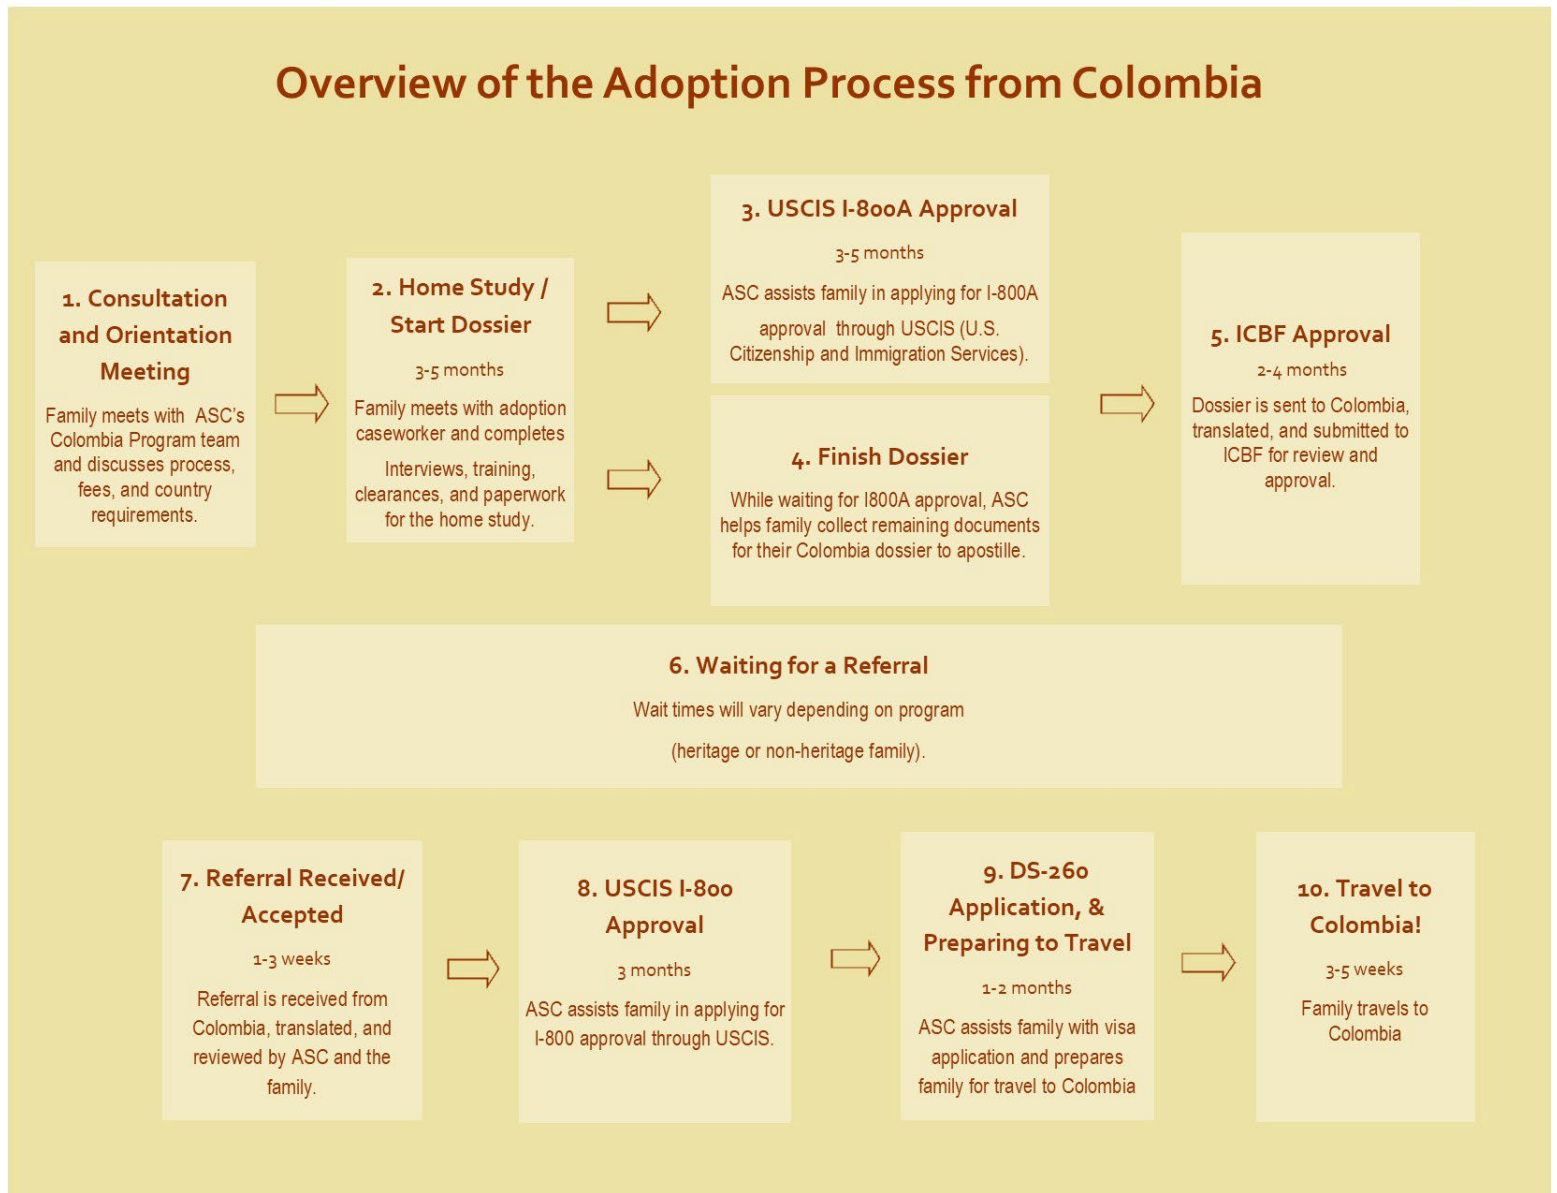 Overview of the Adoption Process from Colombia
1. Consultation
and Orientation
Meeting
Family meets with ASC's
Colombia Program team
and discusses process,
fees, and country
requirements.
2. Home Study /
Start Dossier
3-5 months
Family meets with adoption
caseworker and completes
Interviews, training,
clearances, and paperwork
for the home study.
3. USCIS I-800A Approval
3-5 months
ASC assists family in applying for I-800A
approval through USCIS (U.S.
Citizenship and Immigration Services).
4. Finish Dossier
While waiting for I800A approval, ASC
helps family collect remaining documents
for their Colombia dossier to apostille.
5. ICBF Approval
2-4 months
Dossier is sent to Colombia,
translated, and submitted to
ICBF for review and
approval.
6. Waiting for a Referral
Wait times will vary depending on program
(heritage or non-heritage family).
7. Referral Received/
Accepted
1-3 weeks
Referral is received from
Colombia, translated, and
reviewed by ASC and the
family.
8. USCIS I-800
Approval
3 months
ASC assists family in applying for
I-800 approval through USCIS.
9. DS-260
Application, &
Preparing to Travel
1-2 months
ASC assists family with visa
application and prepares
family for travel to Colombia
10. Travel to
Colombia!
3-5 weeks
Family travels to
Colombia